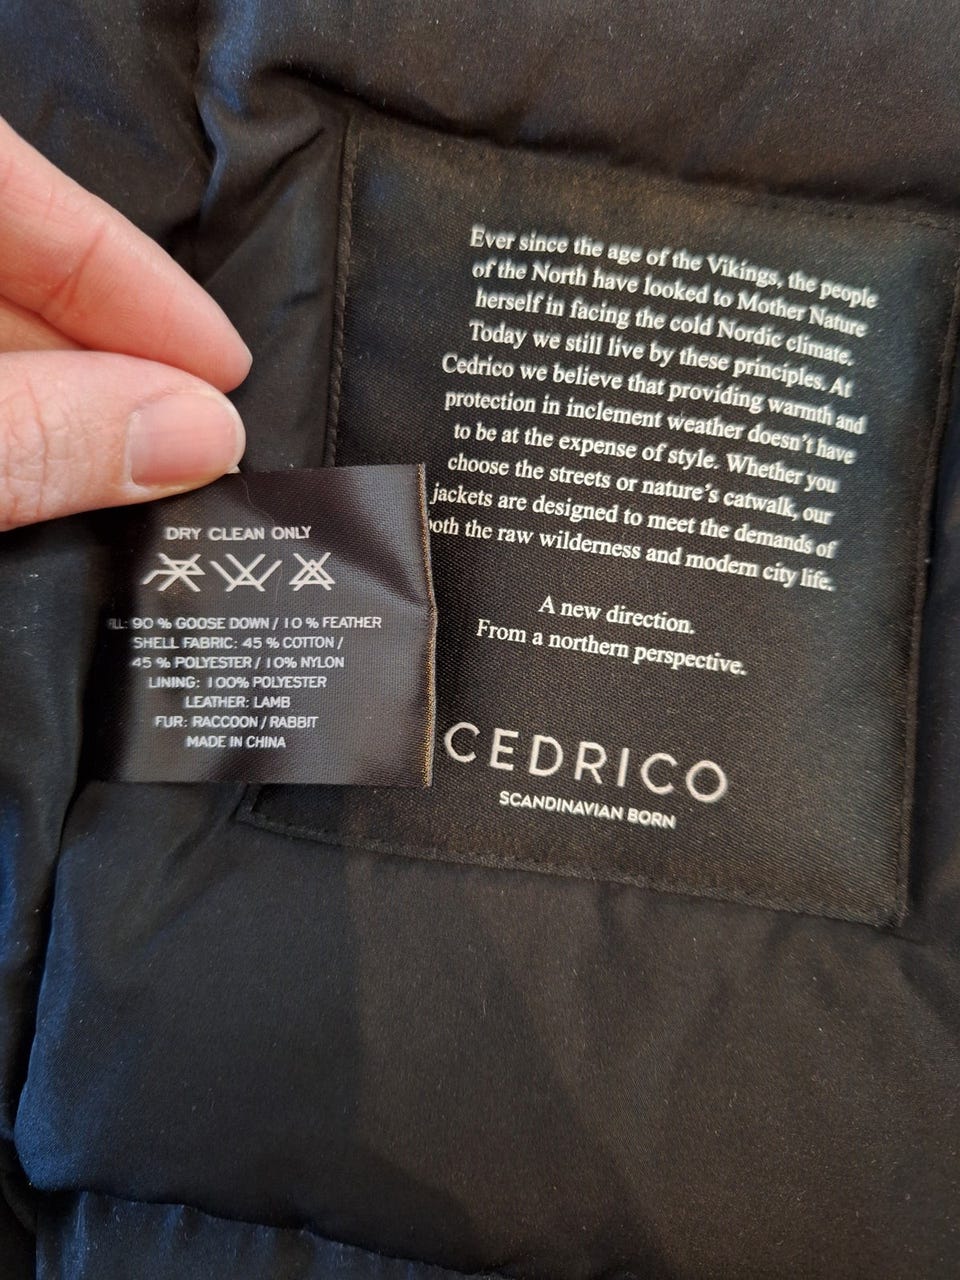 Ever since the age of the Vikings, the people
of the North have looked to Mother Nature
herself in facing the cold Nordic climate.
Today we still live by these principles. At
Cedrico we believe that providing warmth and
protection in inclement weather doesn't have
to be at the expense of style. Whether you
choose the streets or nature's catwalk, our
jackets are designed to meet the demands of
the raw wilderness and modern city life.
A new direction.
From a northern perspective.
CEDRICO
SCANDINAVIAN BORN
DRY CLEAN ONLY
90 % GOOSE DOWN / 10 % FEATHER
SHELL FABRIC: 45 % COTTON /
45 % POLYESTER / 10% NYLON
LINING: 100% POLYESTER
LEATHER: LAMB
FUR: RACCOON / RABBIT
MADE IN CHINA